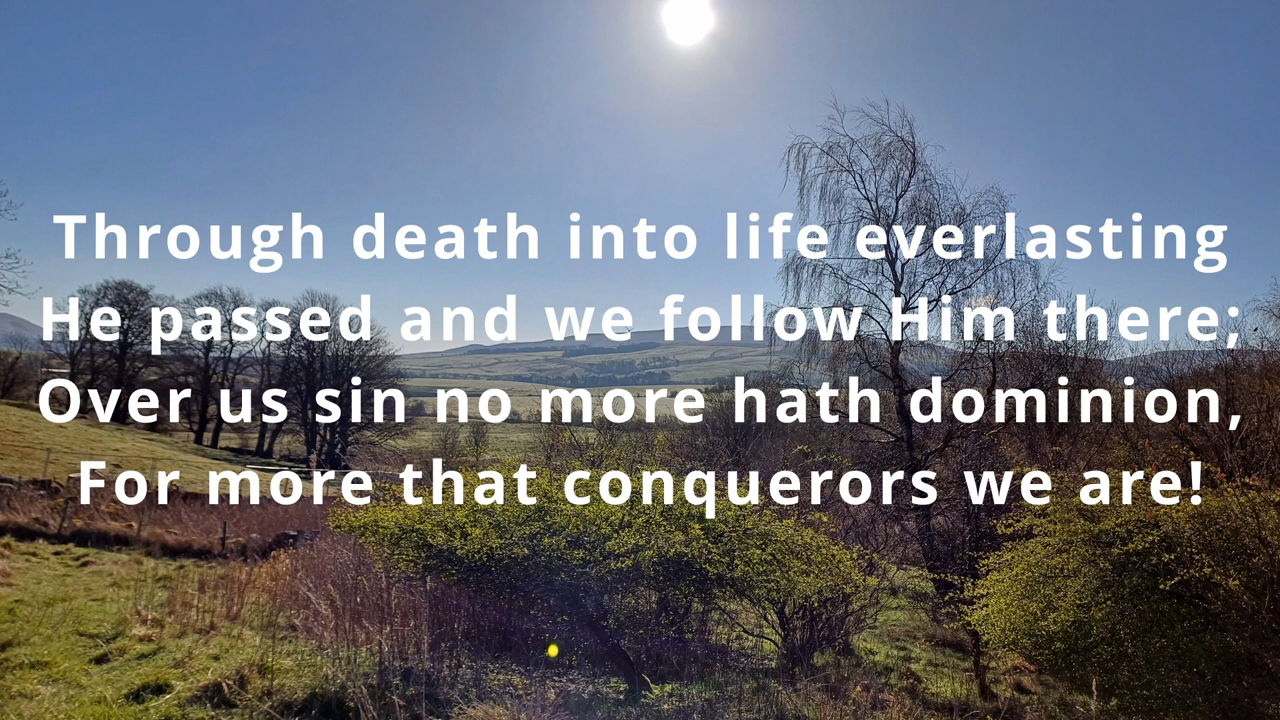 Through death into life everlasting
He passed and we follow Him there;
Over us sin no more hath dominion,
For more that conquerors we are!